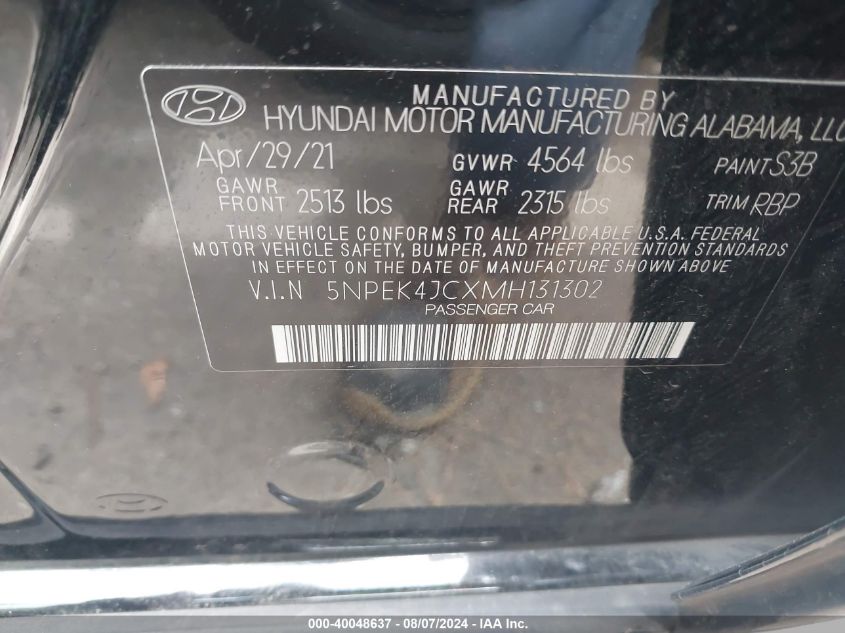 MANUFACTURED BY
HYUNDAI MOTOR MANUFACTURING ALABAMA, LLC
Apr/29/21 GVWR 4564 lbs PAINT S3B
GAWR FRONT 2513 lbs GAWR REAR 2315 lbs TRIM RBP
THIS VEHICLE CONFORMS TO ALL APPLICABLE U.S.A. FEDERAL
MOTOR VEHICLE SAFETY, BUMPER, AND THEFT PREVENTION STANDARDS
IN EFFECT ON THE DATE OF MANUFACTURE SHOWN ABOVE
V.I.N 5NPEK4JCXMH131302
PASSENGER CAR
000-40048637 - 08/07/2024 - IAA Inc.